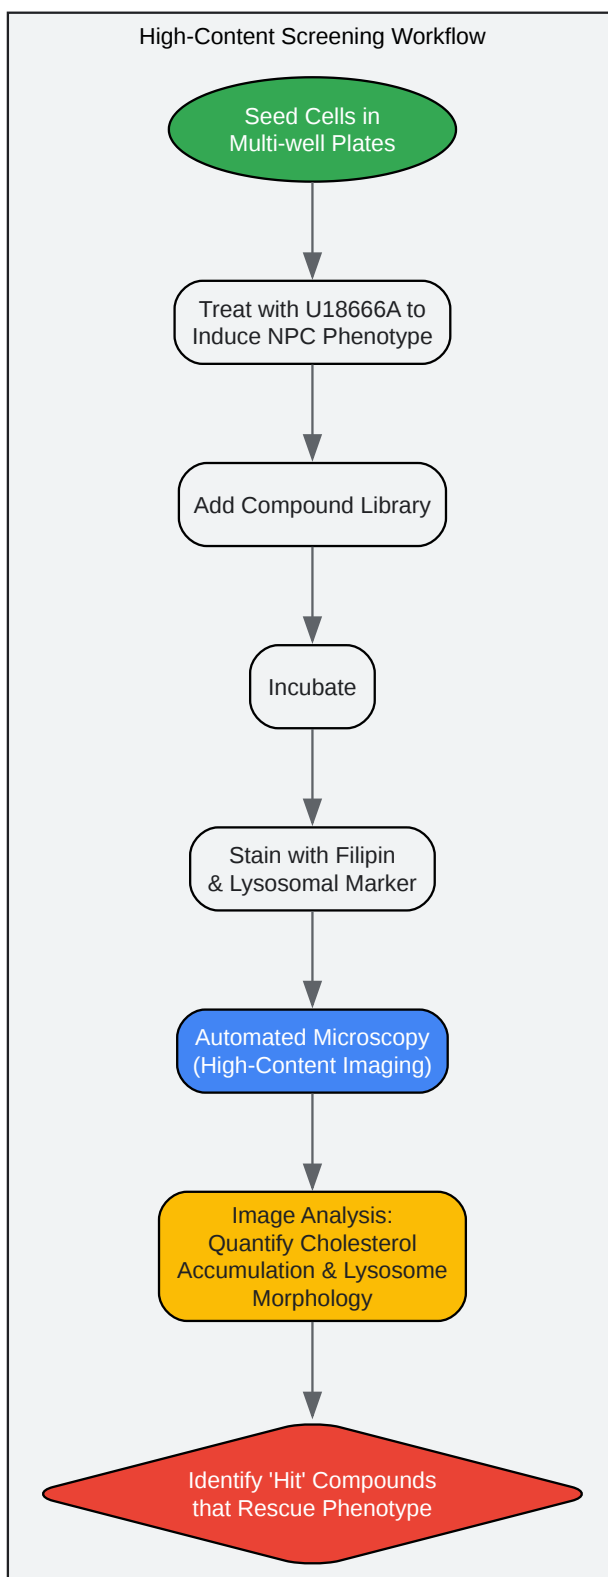 High-Content Screening Workflow
Seed Cells in
Multi-well Plates
Treat with U18666A to
Induce NPC Phenotype
Add Compound Library
Incubate
Stain with Filipin
& Lysosomal Marker
Automated Microscopy
(High-Content Imaging)
Image Analysis:
Quantify Cholesterol
Accumulation & Lysosome
Morphology
Identify 'Hit' Compounds
that Rescue Phenotype